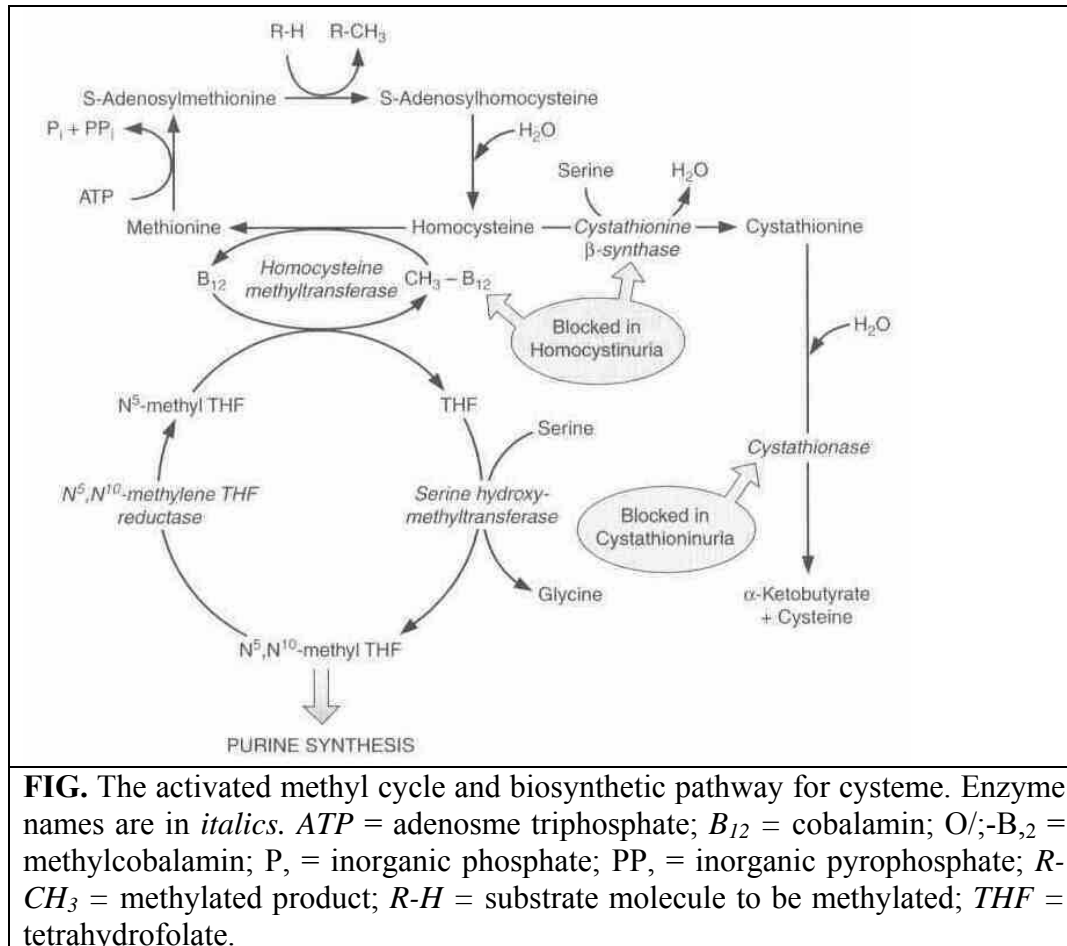 R-H R-CH₃
S-Adenosylmethionine S-Adenosylhomocysteine
Pᵢ + PPᵢ
H₂O
ATP
Serine H₂O
Methionine Homocysteine Cystathionine Cystathionine
β-synthase
B₁₂ Homocysteine CH₃ – B₁₂
methyltransferase
Blocked in
Homocystinuria
H₂O
N⁵-methyl THF THF
Serine
Cystathionase
N⁵,N¹⁰-methylene THF
reductase
Serine hydroxy-
methyltransferase
Blocked in
Cystathioninuria
Glycine
α-Ketobutyrate
+ Cysteine
N⁵,N¹⁰-methyl THF
PURINE SYNTHESIS
FIG. The activated methyl cycle and biosynthetic pathway for cysteme. Enzyme
names are in italics. ATP = adenosme triphosphate; B₁₂ = cobalamin; O/;-B,₂ =
methylcobalamin; P, = inorganic phosphate; PP, = inorganic pyrophosphate; R-
CH₃ = methylated product; R-H = substrate molecule to be methylated; THF =
tetrahydrofolate.